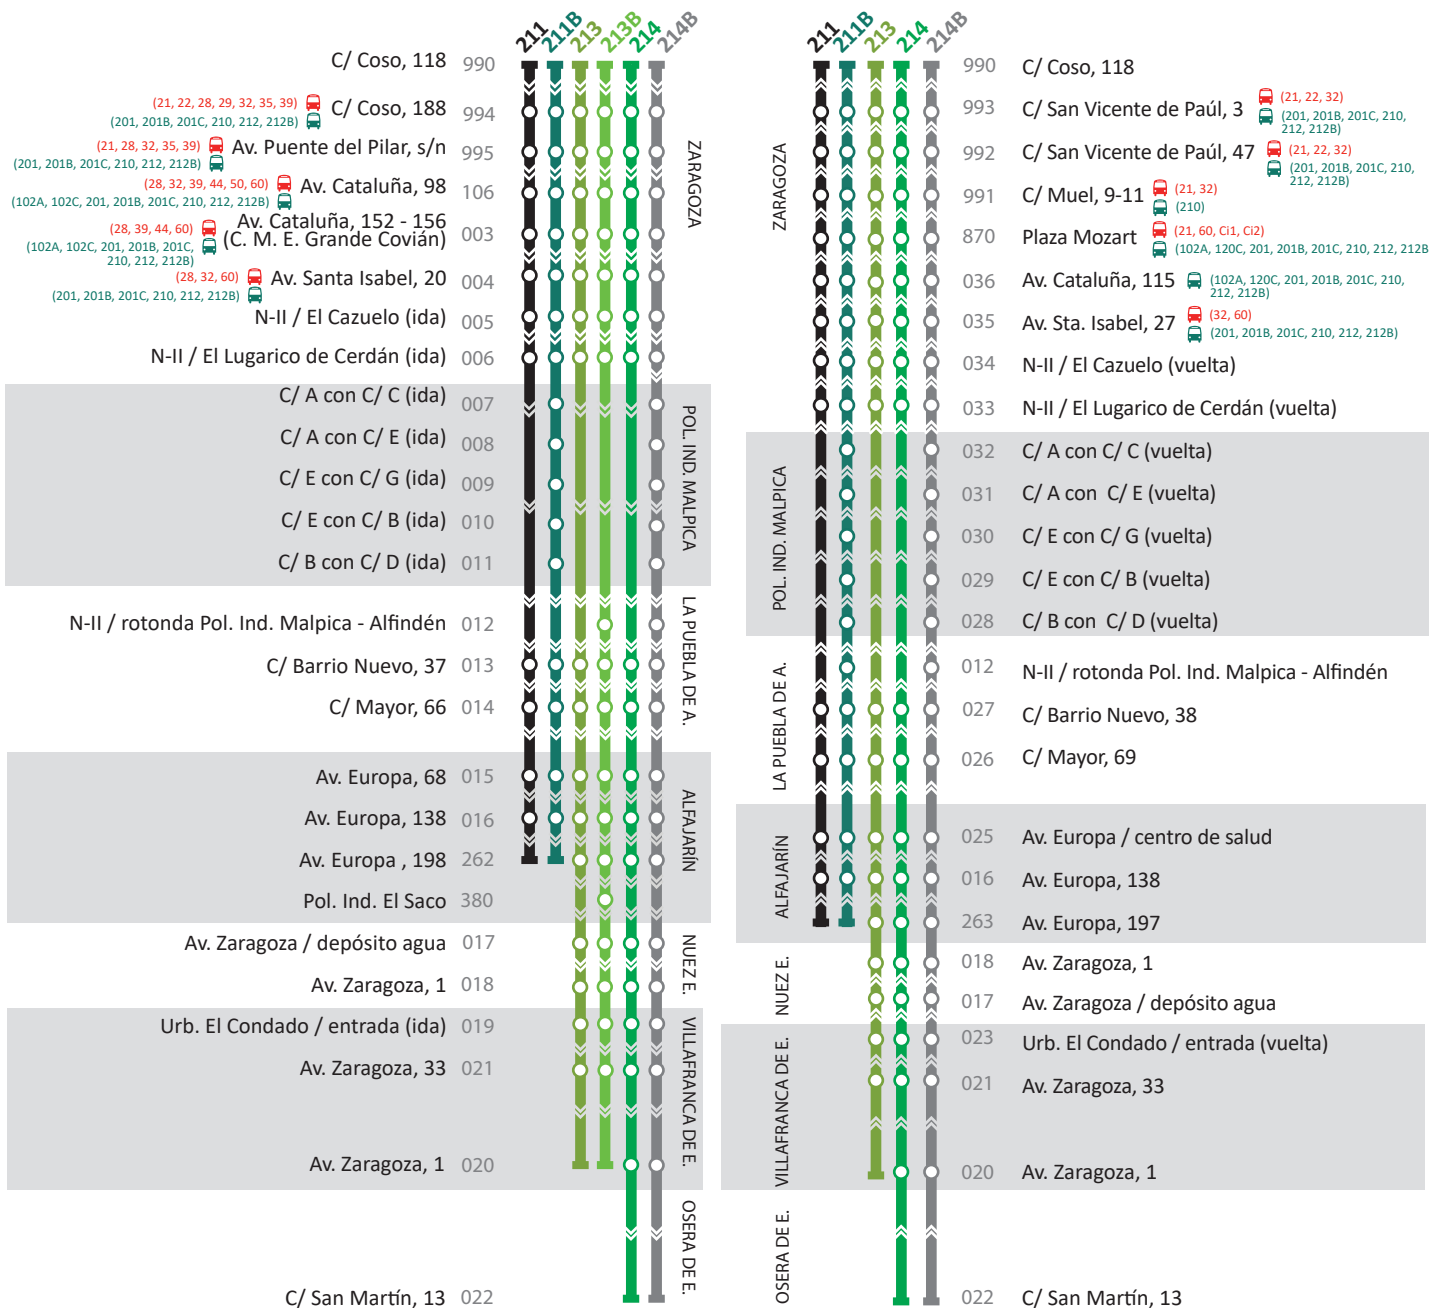 211 211B 213 213B 214 214B
C/ Coso, 118 990
(21, 22, 28, 29, 32, 35, 39) C/ Coso, 188 994
(201, 201B, 201C, 210, 212, 212B)
(21, 28, 32, 35, 39) Av. Puente del Pilar, s/n 995
(201, 201B, 201C, 210, 212, 212B)
(28, 32, 39, 44, 50, 60) Av. Cataluña, 98 106
(102A, 102C, 201, 201B, 201C, 210, 212, 212B)
Av. Cataluña, 152 - 156
(28, 39, 44, 60) (C. M. E. Grande Covián) 003
(102A, 102C, 201, 201B, 201C,
210, 212, 212B)
(28, 32, 60) Av. Santa Isabel, 20 004
(201, 201B, 201C, 210, 212, 212B)
N-II / El Cazuelo (ida) 005
N-II / El Lugarico de Cerdán (ida) 006
ZARAGOZA
C/ A con C/ C (ida) 007
C/ A con C/ E (ida) 008
C/ E con C/ G (ida) 009
C/ E con C/ B (ida) 010
C/ B con C/ D (ida) 011
POL. IND. MALPICA
N-II / rotonda Pol. Ind. Malpica - Alfindén 012
C/ Barrio Nuevo, 37 013
C/ Mayor, 66 014
LA PUEBLA DE A.
Av. Europa, 68 015
Av. Europa, 138 016
Av. Europa , 198 262
Pol. Ind. El Saco 380
ALFAJARÍN
Av. Zaragoza / depósito agua 017
Av. Zaragoza, 1 018
NUEZ E.
Urb. El Condado / entrada (ida) 019
Av. Zaragoza, 33 021
Av. Zaragoza, 1 020
VILLAFRANCA DE E.
C/ San Martín, 13 022
OSERA DE E.
211 211B 213 214 214B
990 C/ Coso, 118
993 C/ San Vicente de Paúl, 3 (21, 22, 32)
(201, 201B, 201C, 210,
212, 212B)
992 C/ San Vicente de Paúl, 47 (21, 22, 32)
(201, 201B, 201C, 210,
212, 212B)
991 C/ Muel, 9-11 (21, 32)
(210)
870 Plaza Mozart (21, 60, Ci1, Ci2)
(102A, 120C, 201, 201B, 201C, 210, 212, 212B
036 Av. Cataluña, 115 (102A, 120C, 201, 201B, 201C, 210,
212, 212B)
035 Av. Sta. Isabel, 27 (32, 60)
(201, 201B, 201C, 210, 212, 212B)
034 N-II / El Cazuelo (vuelta)
033 N-II / El Lugarico de Cerdán (vuelta)
ZARAGOZA
032 C/ A con C/ C (vuelta)
031 C/ A con C/ E (vuelta)
030 C/ E con C/ G (vuelta)
029 C/ E con C/ B (vuelta)
028 C/ B con C/ D (vuelta)
POL. IND. MALPICA
012 N-II / rotonda Pol. Ind. Malpica - Alfindén
027 C/ Barrio Nuevo, 38
026 C/ Mayor, 69
LA PUEBLA DE A.
025 Av. Europa / centro de salud
016 Av. Europa, 138
263 Av. Europa, 197
ALFAJARÍN
018 Av. Zaragoza, 1
017 Av. Zaragoza / depósito agua
NUEZ E.
023 Urb. El Condado / entrada (vuelta)
021 Av. Zaragoza, 33
020 Av. Zaragoza, 1
VILLAFRANCA DE E.
022 C/ San Martín, 13
OSERA DE E.